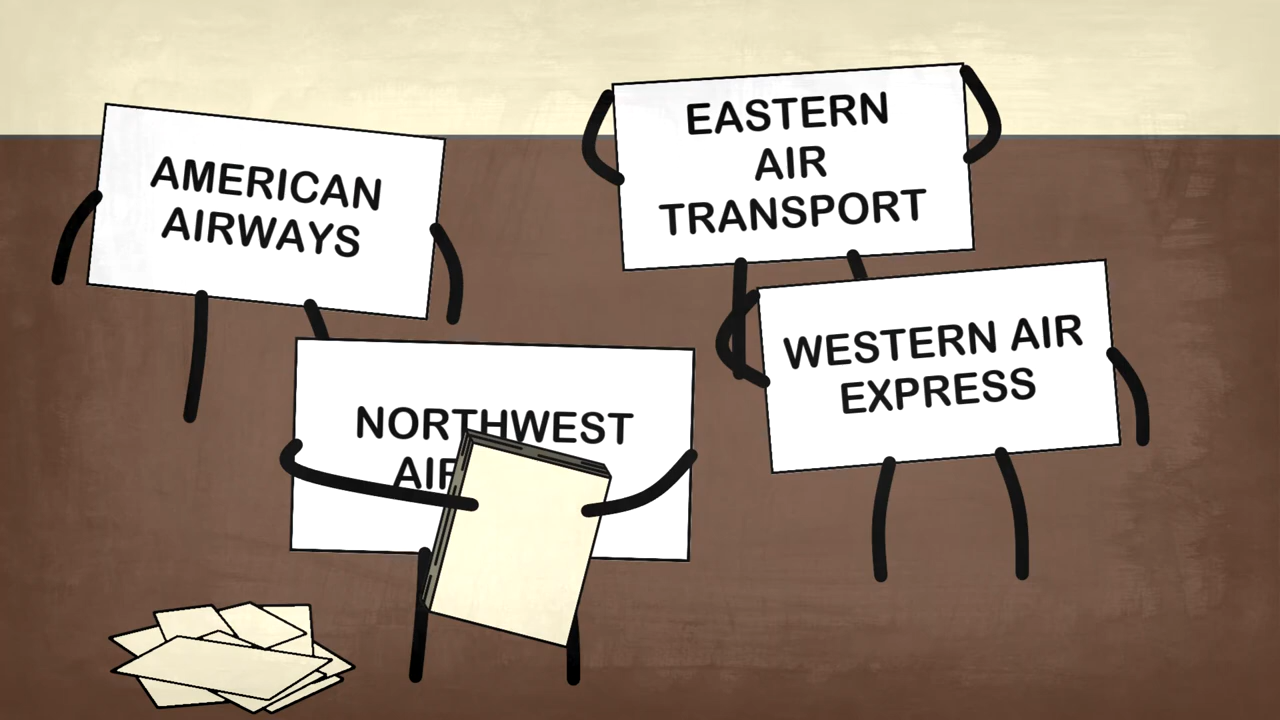 AMERICAN
AIRWAYS
EASTERN
AIR
TRANSPORT
NORTHWEST
WESTERN AIR
EXPRESS